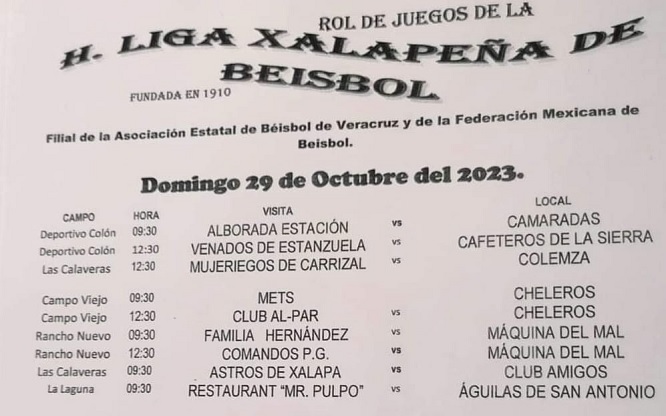 ROL DE JUEGOS DE LA
H. LIGA XALAPEÑA DE
BEISBOL
FUNDADA EN 1910
Filial de la Asociación Estatal de Béisbol de Veracruz y de la Federación Mexicana de
Beisbol.
Domingo 29 de Octubre del 2023.
CAMPO HORA VISITA LOCAL
Deportivo Colón 09:30 ALBORADA ESTACIÓN vs CAMARADAS
Deportivo Colón 12:30 VENADOS DE ESTANZUELA vs CAFETEROS DE LA SIERRA
Las Calaveras 12:30 MUJERIEGOS DE CARRIZAL vs COLEMZA
Campo Viejo 09:30 METS CHELEROS
Campo Viejo 12:30 CLUB AL-PAR vs CHELEROS
Rancho Nuevo 09:30 FAMILIA HERNÁNDEZ vs MÁQUINA DEL MAL
Rancho Nuevo 12:30 COMANDOS P.G. vs MÁQUINA DEL MAL
Las Calaveras 09:30 ASTROS DE XALAPA vs CLUB AMIGOS
La Laguna 09:30 RESTAURANT “MR. PULPO” vs ÁGUILAS DE SAN ANTONIO